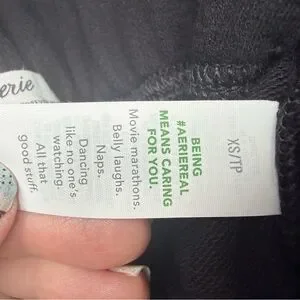 erie
XS/TP
BEING
#AERIEREAL
MEANS CARING
FOR YOU.
Movie marathons.
Belly laughs.
Naps.
Dancing
like no one's
watching.
All that
good stuff.